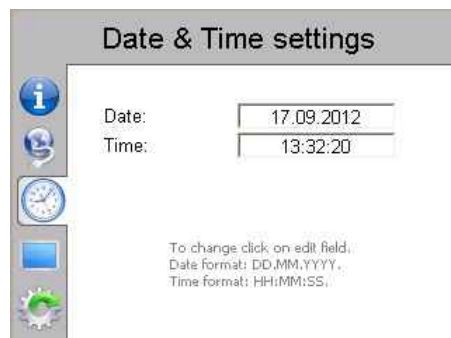 Date & Time settings
Date: 17.09.2012
Time: 13:32:20
To change click on edit field.
Date format: DD.MM.YYYY.
Time format: HH:MM:SS.